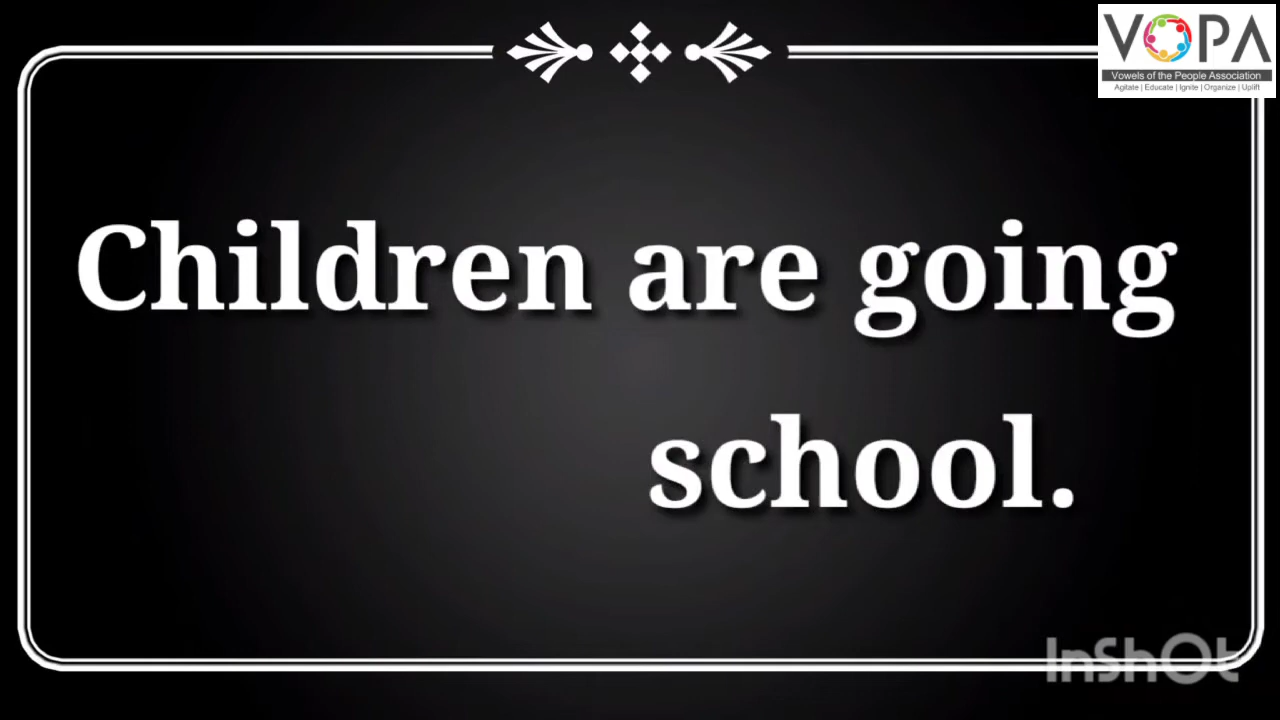 VOPA
Vowels of the People Association
Agitate | Educate | Ignite | Organize | Uplift
Children are going
school.
InShOt